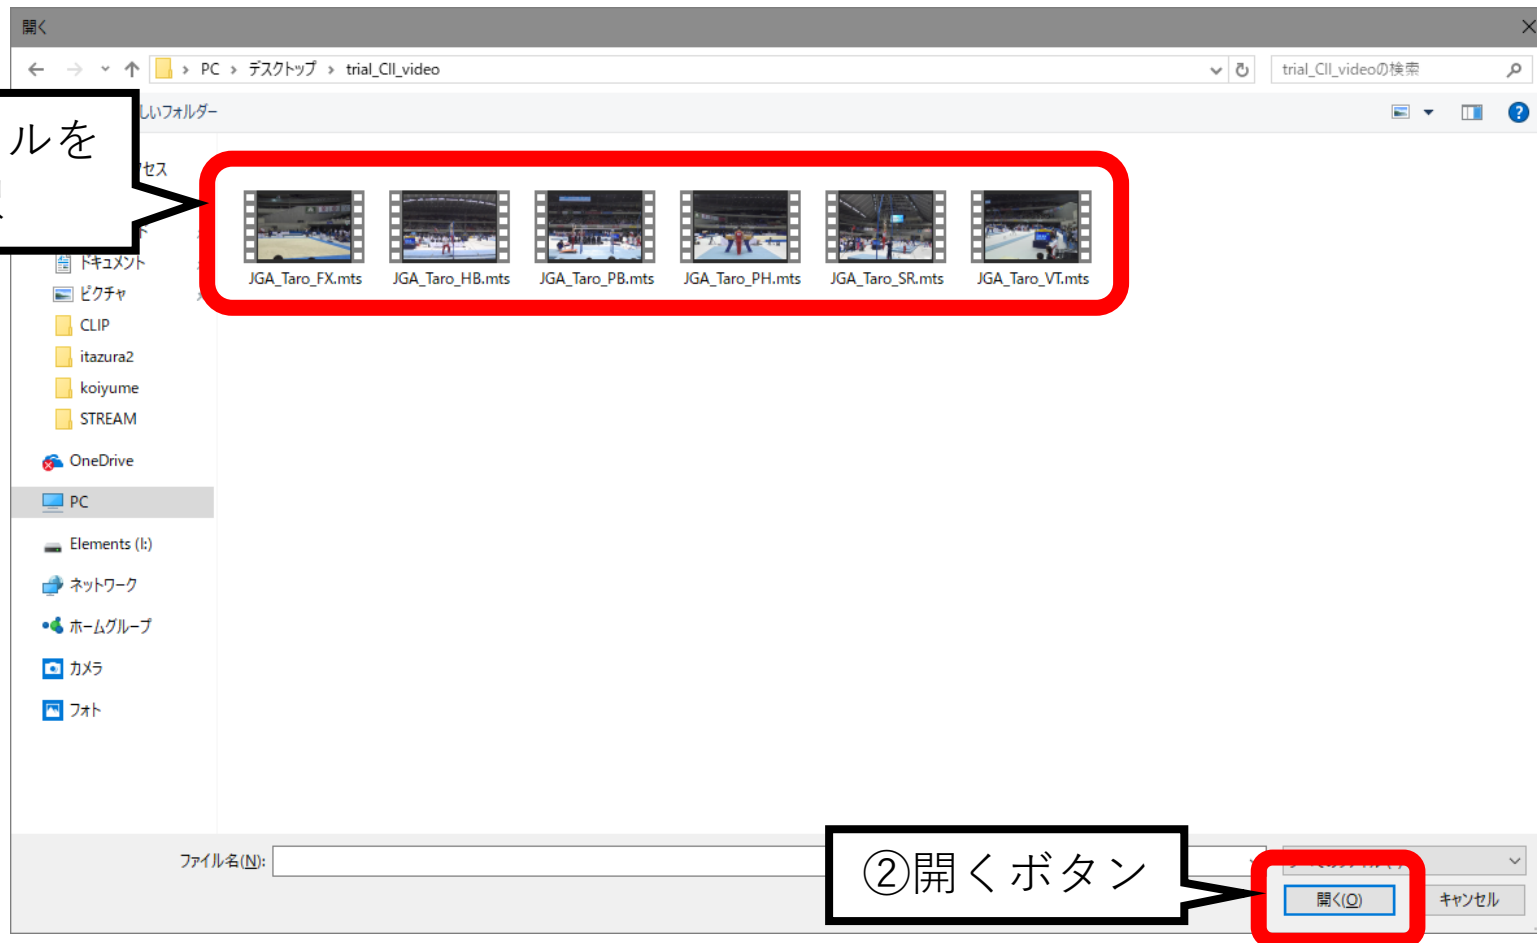 開く
PC › デスクトップ › trial_CII_video
trial_CII_videoの検索
しいフォルダー
ルを
ドキュメント
ピクチャ
CLIP
itazura2
koiyume
STREAM
OneDrive
PC
Elements (I:)
ネットワーク
ホームグループ
カメラ
フォト
JGA_Taro_FX.mts
JGA_Taro_HB.mts
JGA_Taro_PB.mts
JGA_Taro_PH.mts
JGA_Taro_SR.mts
JGA_Taro_VT.mts
ファイル名(N):
②開くボタン
開く(O)
キャンセル